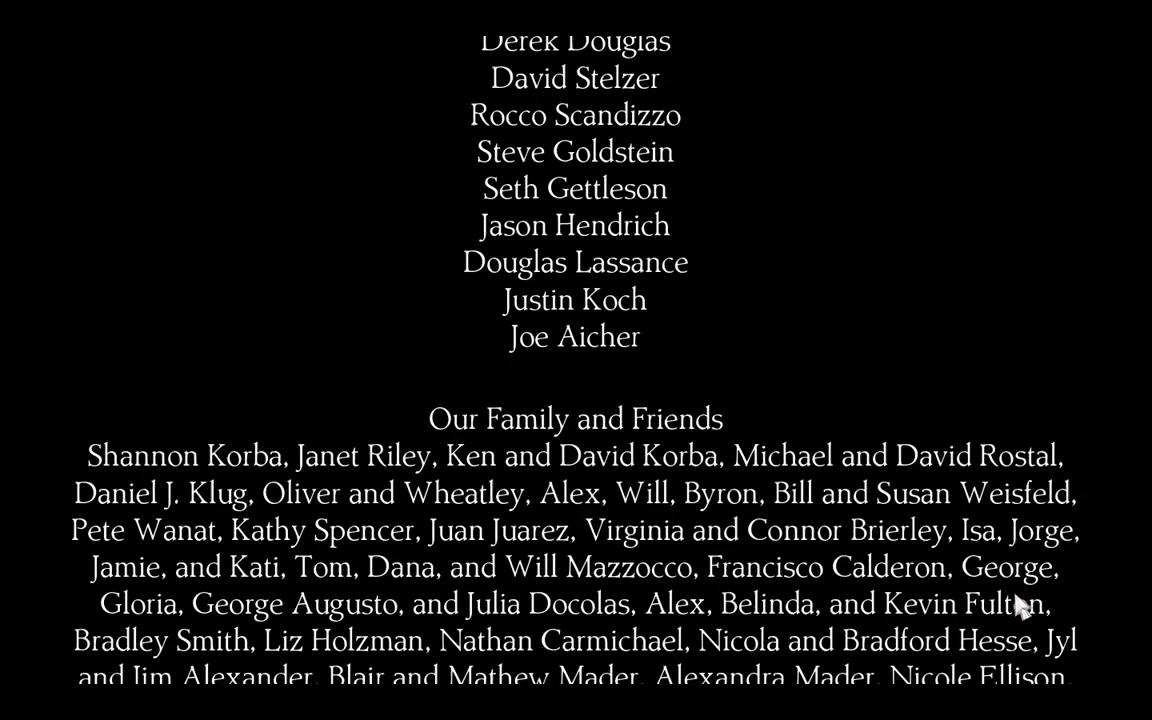 Derek Douglas
David Stelzer
Rocco Scandizzo
Steve Goldstein
Seth Gettleson
Jason Hendrich
Douglas Lassance
Justin Koch
Joe Aicher
Our Family and Friends
Shannon Korba, Janet Riley, Ken and David Korba, Michael and David Rostal,
Daniel J. Klug, Oliver and Wheatley, Alex, Will, Byron, Bill and Susan Weisfeld,
Pete Wanat, Kathy Spencer, Juan Juarez, Virginia and Connor Brierley, Isa, Jorge,
Jamie, and Kati, Tom, Dana, and Will Mazzocco, Francisco Calderon, George,
Gloria, George Augusto, and Julia Docolas, Alex, Belinda, and Kevin Fulton,
Bradley Smith, Liz Holzman, Nathan Carmichael, Nicola and Bradford Hesse, Jyl
and Jim Alexander, Blair and Mathew Mader, Alexandra Mader, Nicole Ellison,